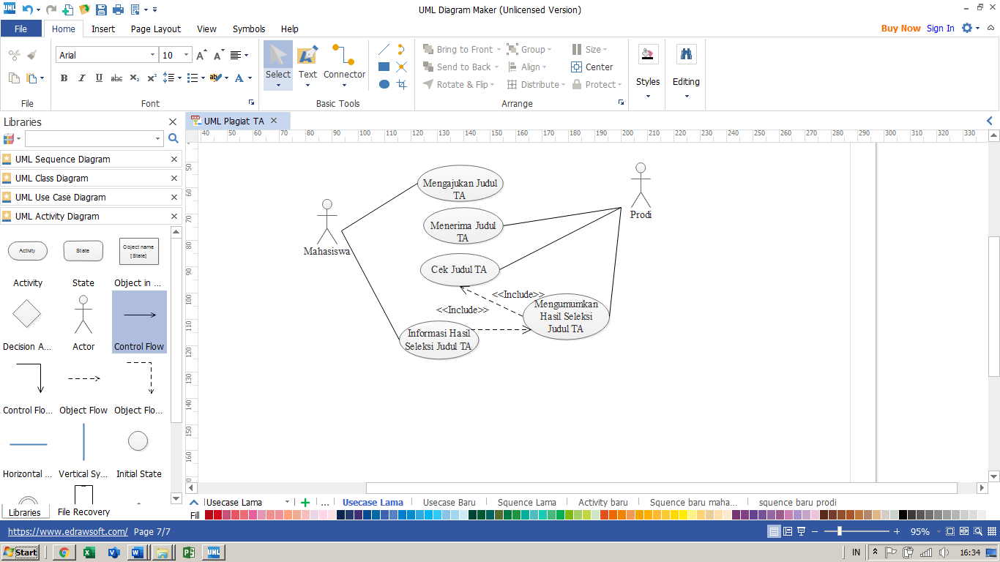 UML Diagram Maker (Unlicensed Version)
File Home Insert Page Layout View Symbols Help
Buy Now Sign In
Arial 10
Select Text Connector
Bring to Front Group Size
Send to Back Align Center
Rotate & Flip Distribute Protect
Styles Editing
File Font Basic Tools Arrange
Libraries
UML Plagiat TA
40 50 60 70 80 90 100 110 120 130 140 150 160 170 180 190 200 210 220 230 240 250 260 270 280 290 300 310 320 330
50
60
70
80
90
100
110
120
130
140
150
160
UML Sequence Diagram
UML Class Diagram
UML Use Case Diagram
UML Activity Diagram
Activity
State
Object name
[State]
Activity State Object in ...
Decision A... Actor Control Flow
Control Flo... Object Flow Object Flo...
Horizontal ... Vertical Sy... Initial State
Libraries File Recovery
Mengajukan Judul
TA
Prodi
Menerima Judul
TA
Mahasiswa
Cek Judul TA
<<Include>>
Mengumumkan
Hasil Seleksi
Judul TA
<<Include>>
Informasi Hasil
Seleksi Judul TA
Usecase Lama ... Usecase Lama Usecase Baru Squence Lama Activity baru Squence baru maha... squence baru prodi
Fill
https://www.edrawsoft.com/ Page 7/7 95%
Start IN 16:34